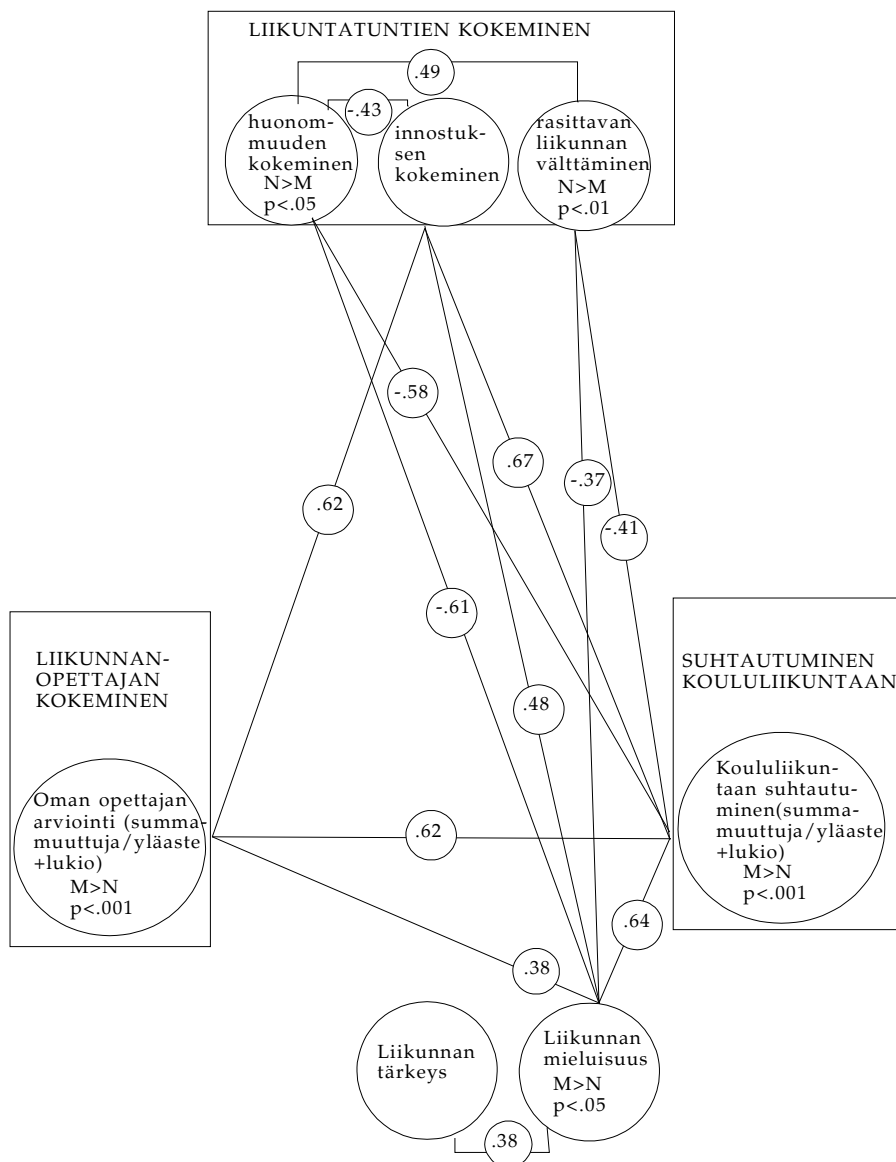 LIIKUNTATUNTIEN KOKEMINEN
.49
-.43
huonom-
muuden
kokeminen
N>M
p<.05
innostuk-
sen
kokeminen
rasittavan
liikunnan
välttäminen
N>M
p<.01
-.58
.67
-.37
.62
-.41
-.61
.48
LIIKUNNAN-
OPETTAJAN
KOKEMINEN
Oman opettajan
arviointi (summa-
muuttuja/yläaste
+lukio)
M>N
p<.001
SUHTAUTUMINEN
KOULULIIKUNTAAN
Koululiikun-
taan suhtautu-
minen(summa-
muuttuja/yläaste
+lukio)
M>N
p<.001
.62
.64
.38
Liikunnan
tärkeys
Liikunnan
mieluisuus
M>N
p<.05
.38